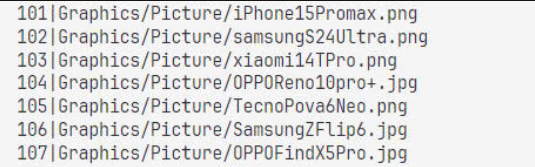 101|Graphics/Picture/iPhone15Promax.png
102|Graphics/Picture/samsungS24Ultra.png
103|Graphics/Picture/xiaomi14TPro.png
104|Graphics/Picture/OPPOReno10pro+.jpg
105|Graphics/Picture/TecnoPova6Neo.png
106|Graphics/Picture/SamsungZFlip6.jpg
107|Graphics/Picture/OPPOFindX5Pro.jpg